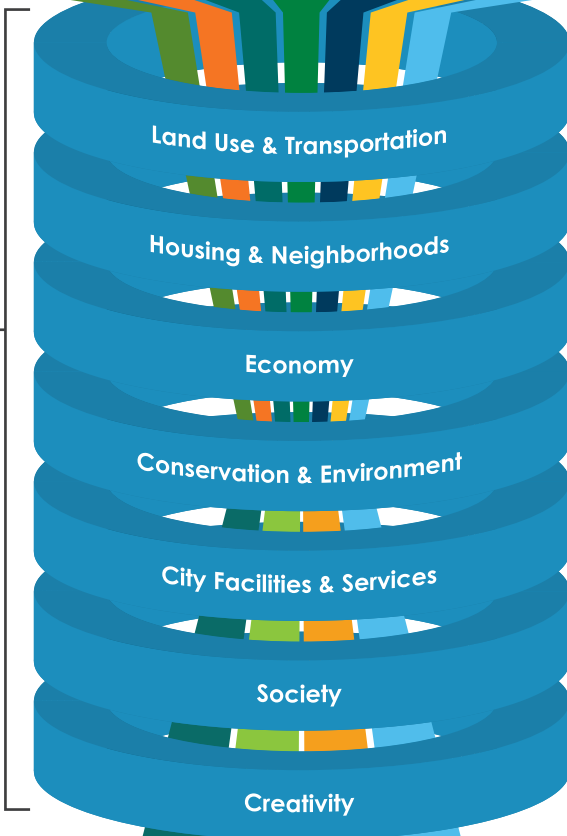 Land Use & Transportation
Housing & Neighborhoods
Economy
Conservation & Environment
City Facilities & Services
Society
Creativity